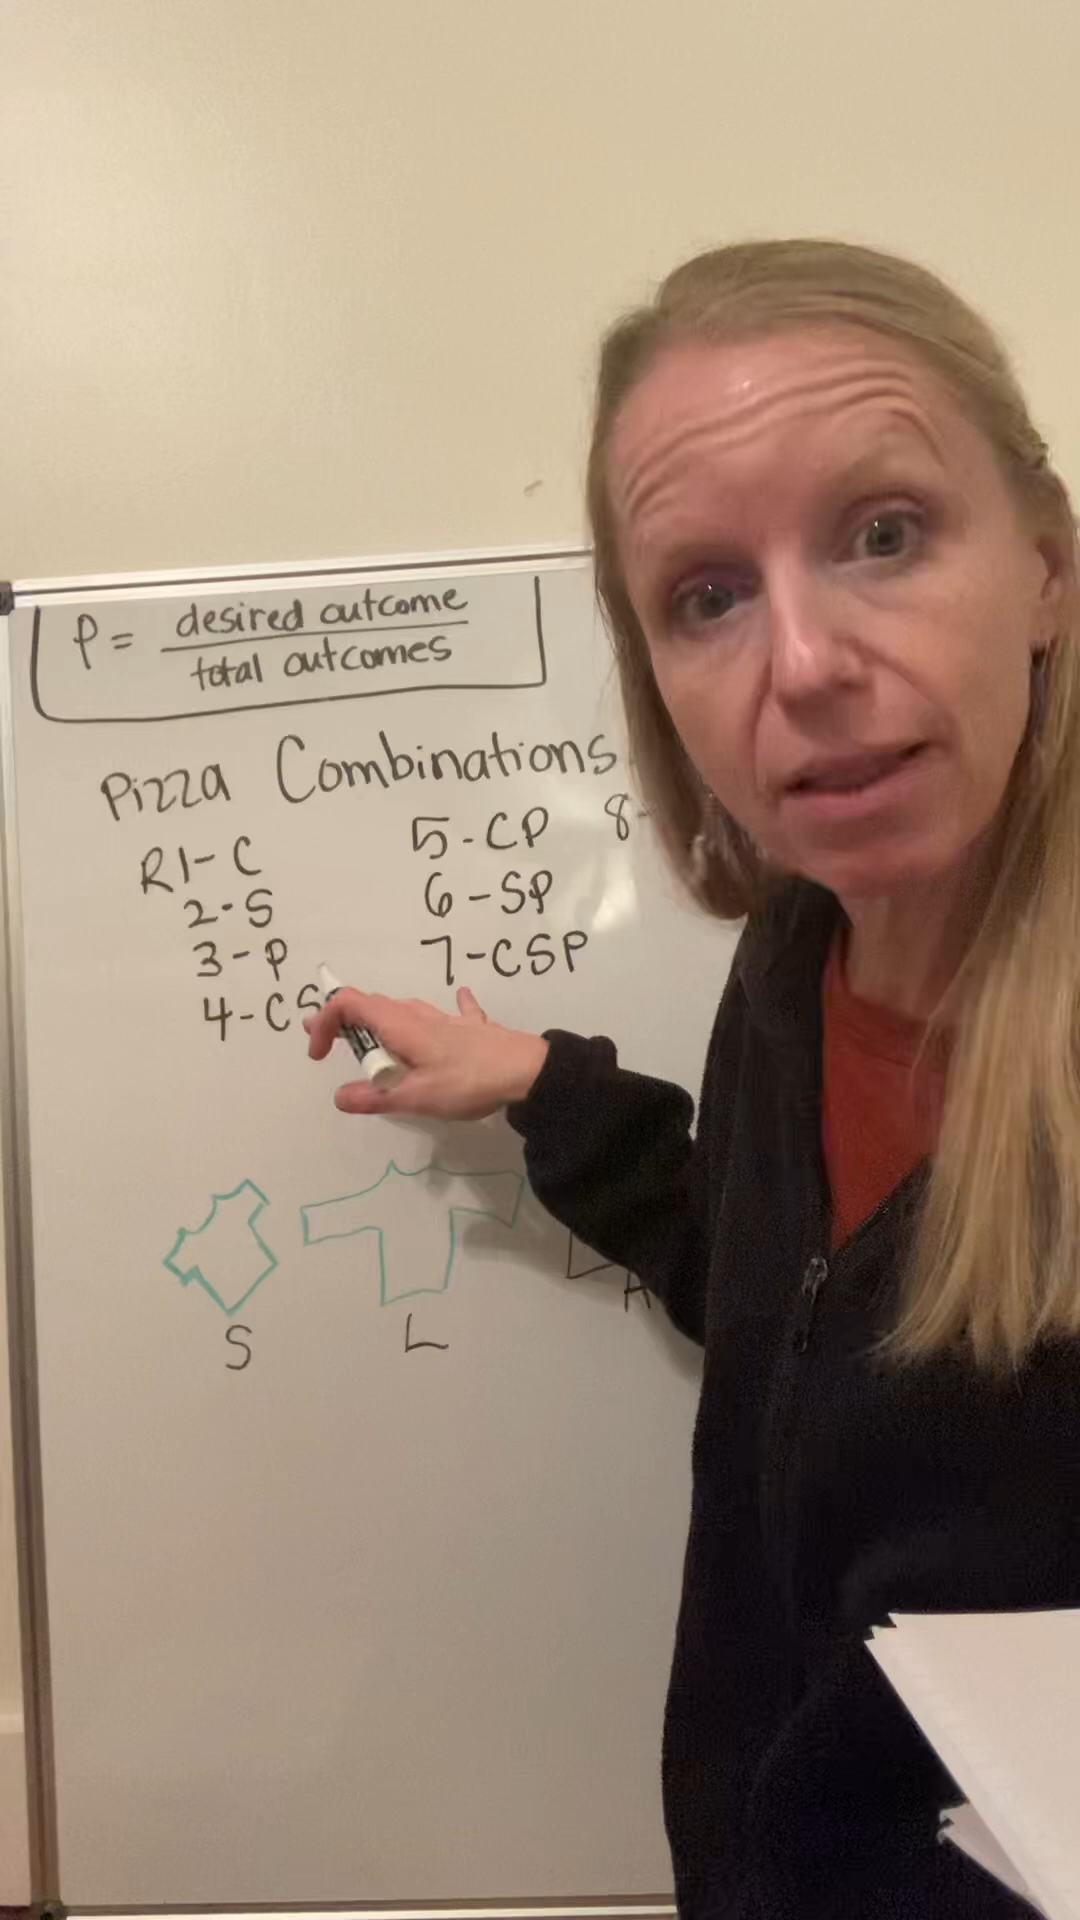 P = desired outcome
total outcomes
Pizza Combinations
R1- C
2- S
3- P
4- CS
5- CP
6- SP
7- CSP
8-
S
L
A